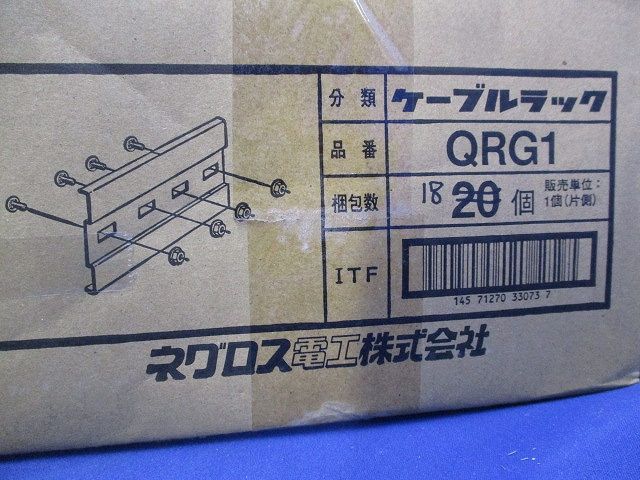 分類 ケーブルラック
品番 QRG1
梱包数 18 20 個 販売単位:
1個(片側)
ITF
145 71270 33073 7
ネグロス電工株式会社